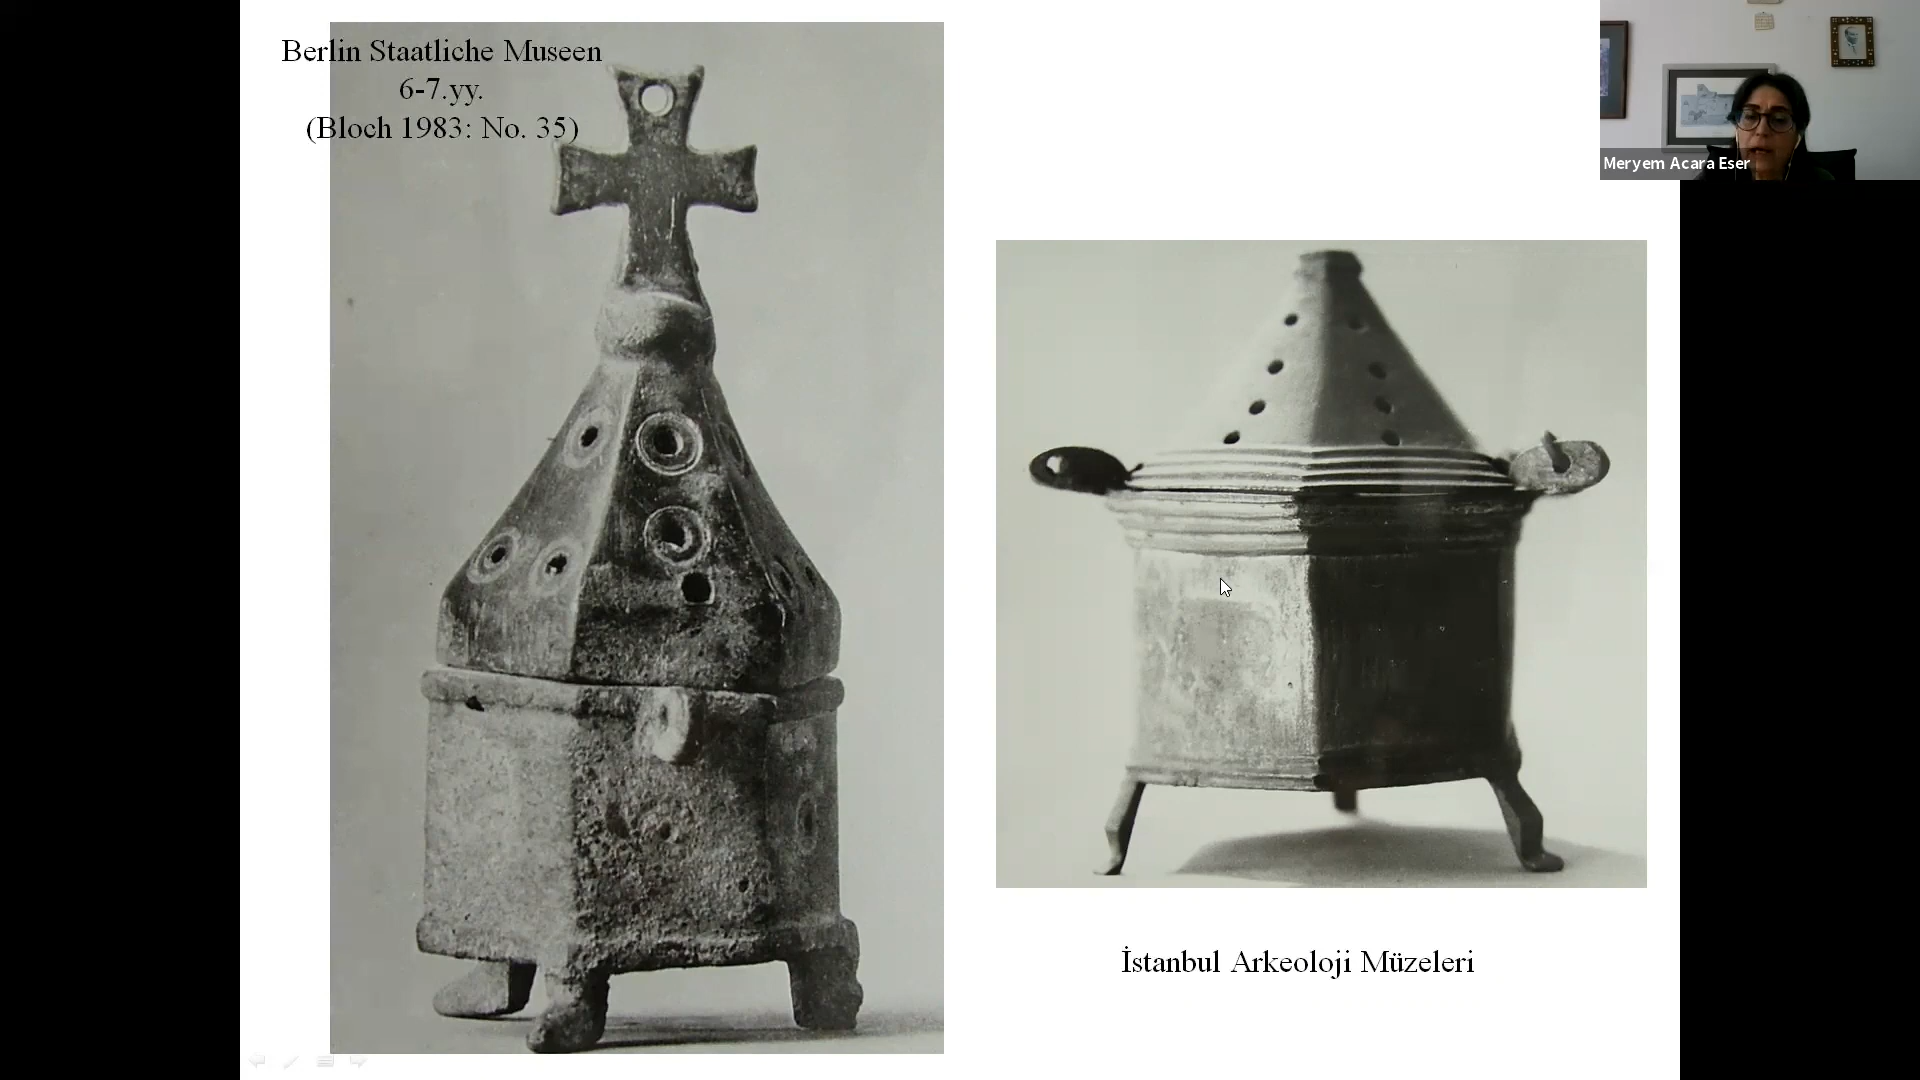 Berlin Staatliche Museen
6-7.yy.
(Bloch 1983: No. 35)
Meryem Acara Eser
İstanbul Arkeoloji Müzeleri